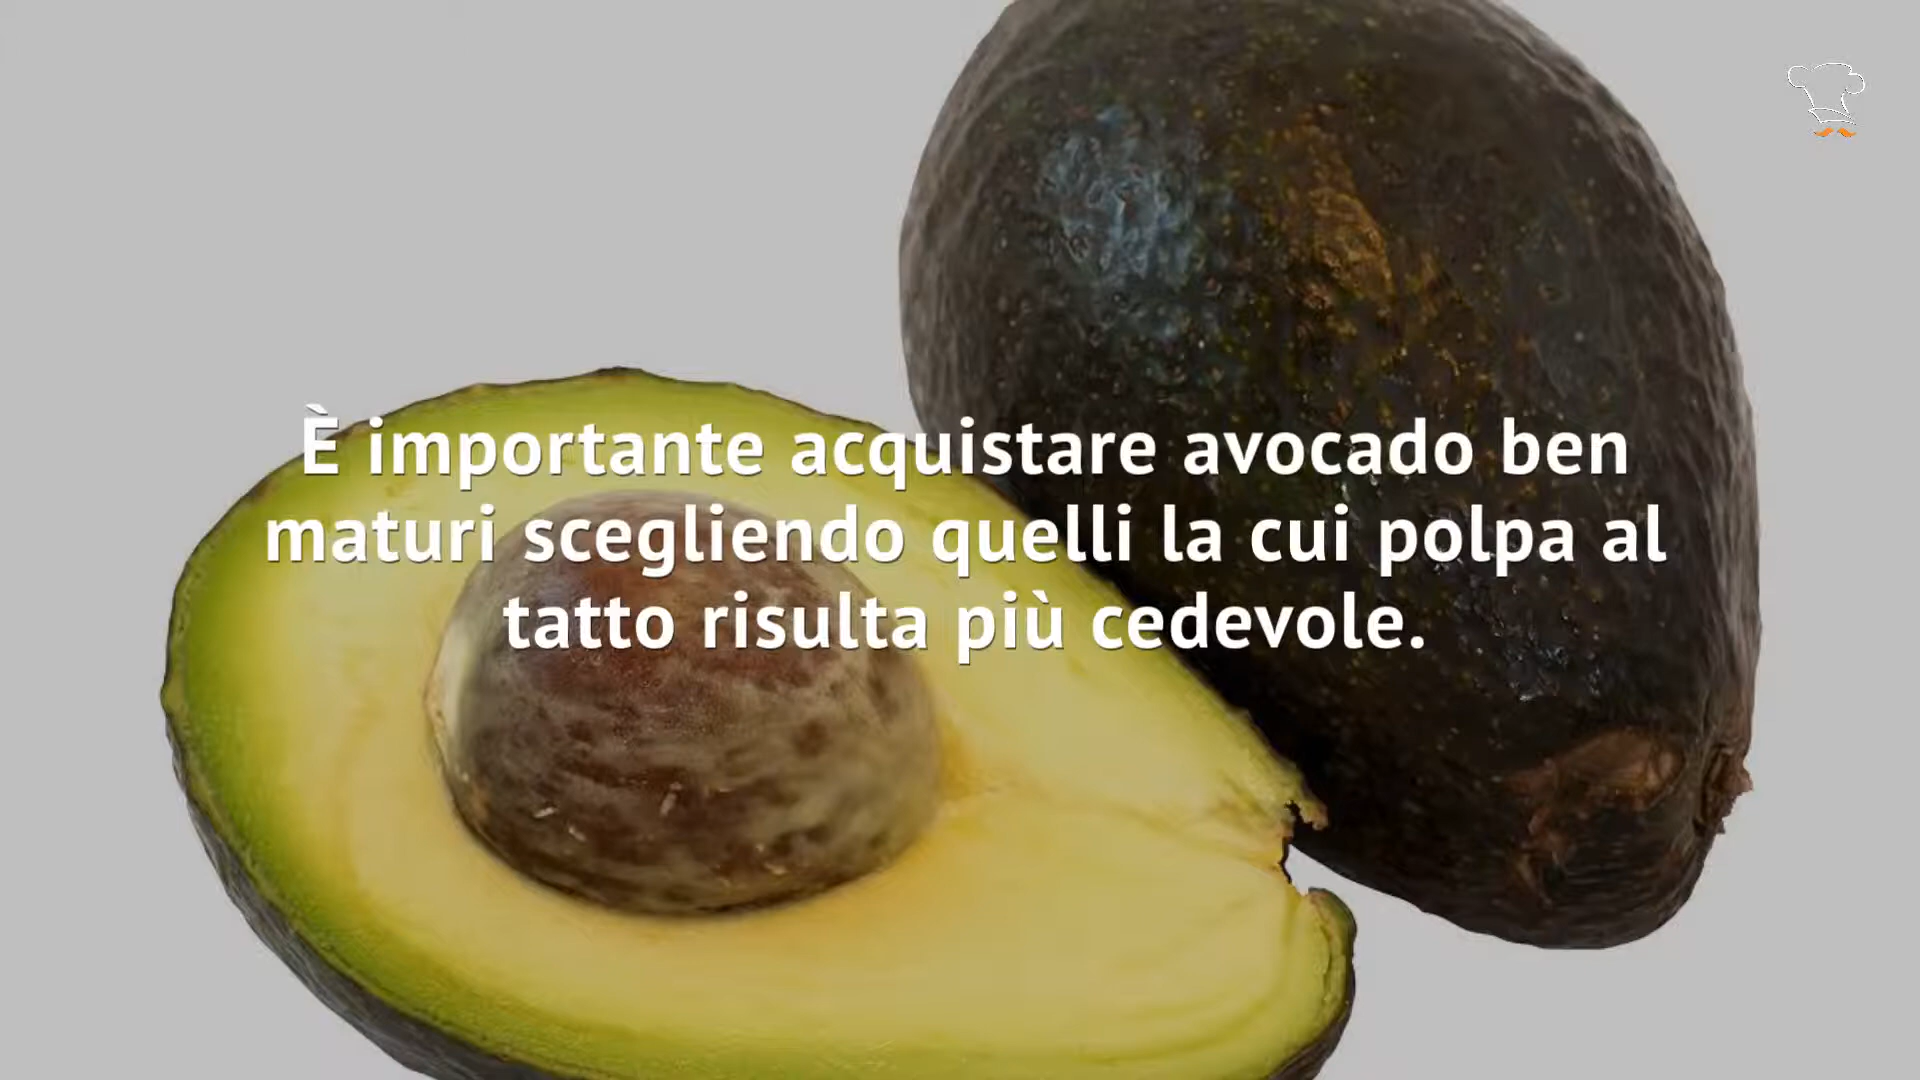 È importante acquistare avocado ben
maturi scegliendo quelli la cui polpa al
tatto risulta più cedevole.